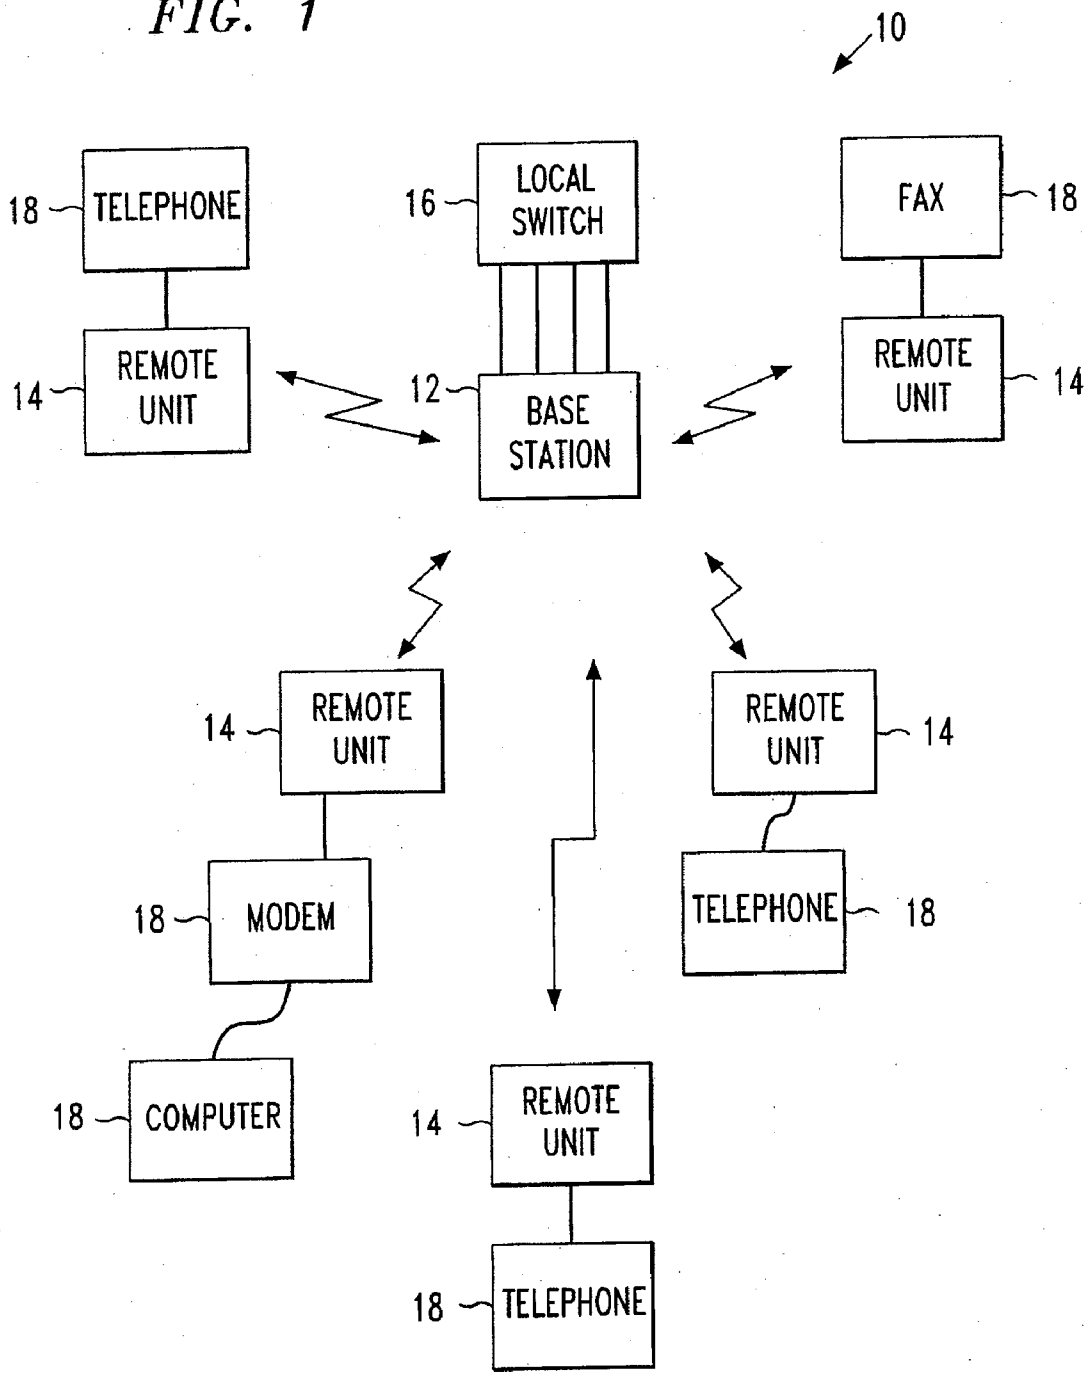 FIG. 1
10
18
TELEPHONE
16
LOCAL
SWITCH
FAX
18
14
REMOTE
UNIT
12
BASE
STATION
REMOTE
UNIT
14
14
REMOTE
UNIT
REMOTE
UNIT
14
18
MODEM
TELEPHONE
18
18
COMPUTER
14
REMOTE
UNIT
18
TELEPHONE